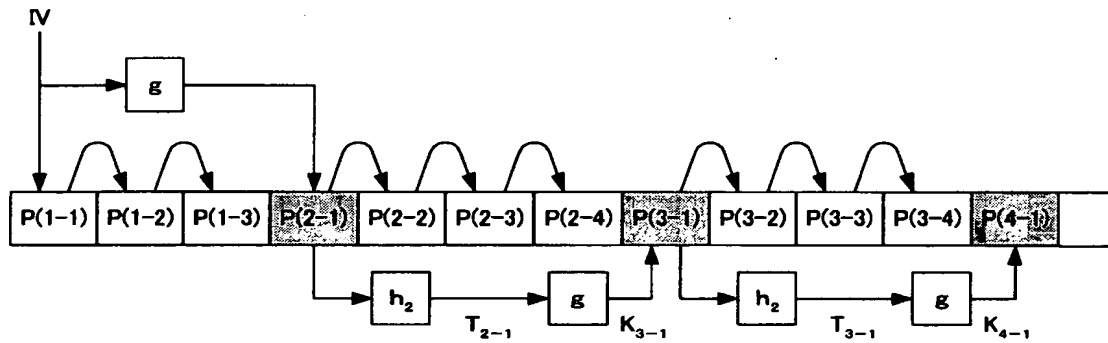 IV
g
P(1-1) P(1-2) P(1-3) P(2-1) P(2-2) P(2-3) P(2-4) P(3-1) P(3-2) P(3-3) P(3-4) P(4-1)
h₂ g h₂ g
T₂₋₁ K₃₋₁ T₃₋₁ K₄₋₁